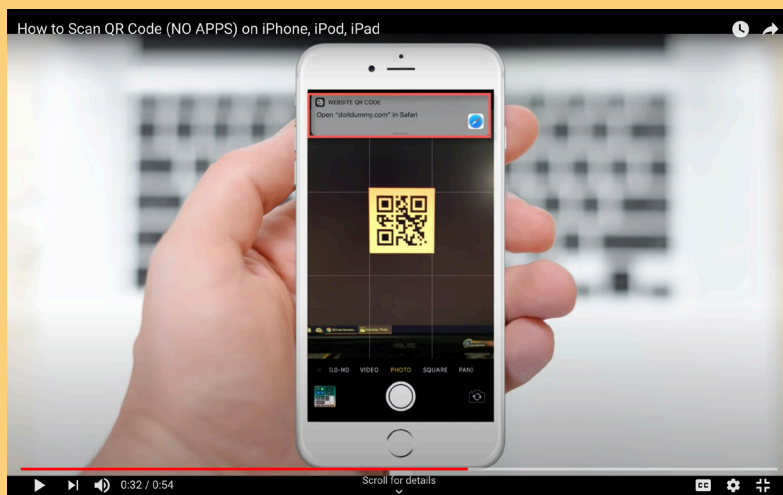 How to Scan QR Code (NO APPS) on iPhone, iPod, iPad
WEBSITE QR CODE
Open "doitdummy.com" in Safari
SLO-MO VIDEO PHOTO SQUARE PANO
0:32 / 0:54
Scroll for details
CC